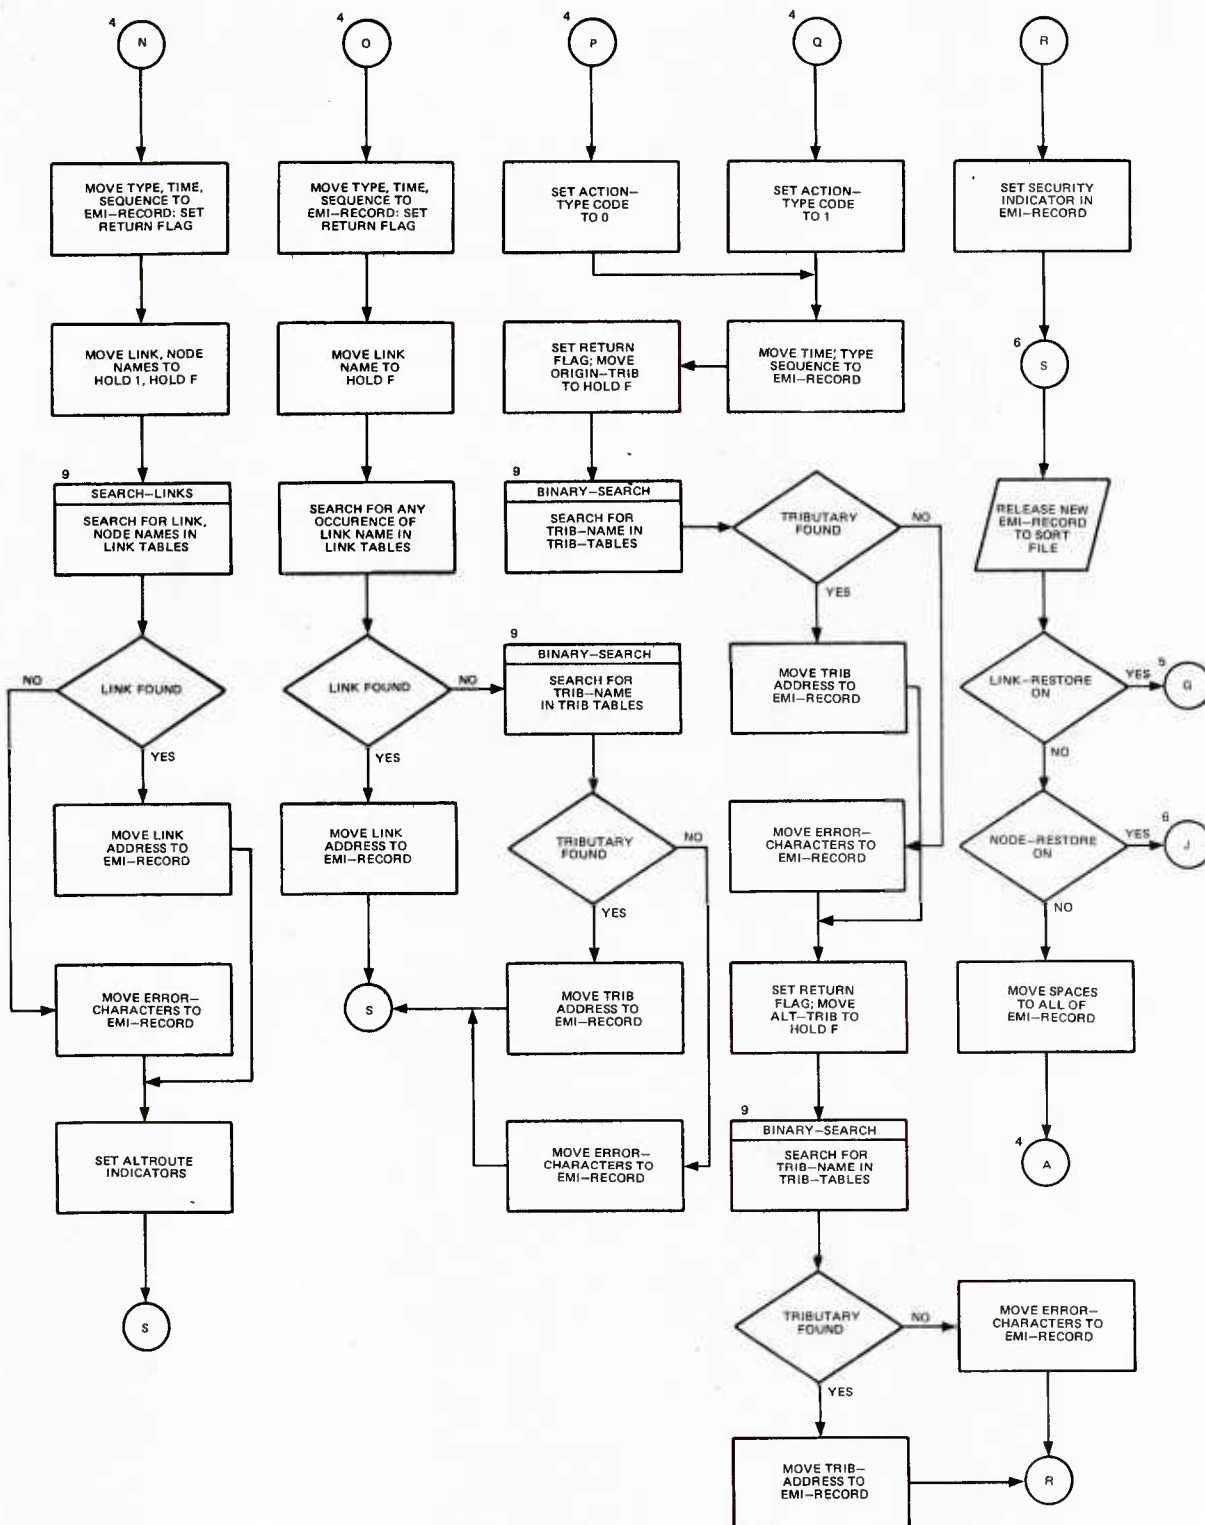 4
N
MOVE TYPE, TIME,
SEQUENCE TO
EMI-RECORD: SET
RETURN FLAG
MOVE LINK, NODE
NAMES TO
HOLD 1, HOLD F
9
SEARCH-LINKS
SEARCH FOR LINK,
NODE NAMES IN
LINK TABLES
LINK FOUND
NO
YES
MOVE LINK
ADDRESS TO
EMI-RECORD
MOVE ERROR-
CHARACTERS TO
EMI-RECORD
SET ALTROUTE
INDICATORS
S
4
O
MOVE TYPE, TIME,
SEQUENCE TO
EMI-RECORD: SET
RETURN FLAG
MOVE LINK
NAME TO
HOLD F
SEARCH FOR ANY
OCCURENCE OF
LINK NAME IN
LINK TABLES
LINK FOUND
NO
YES
MOVE LINK
ADDRESS TO
EMI-RECORD
S
4
P
SET ACTION-
TYPE CODE
TO 0
SET RETURN
FLAG; MOVE
ORIGIN-TRIB
TO HOLD F
9
BINARY-SEARCH
SEARCH FOR
TRIB-NAME IN
TRIB-TABLES
9
BINARY-SEARCH
SEARCH FOR
TRIB-NAME
IN TRIB TABLES
TRIBUTARY
FOUND
NO
YES
MOVE TRIB
ADDRESS TO
EMI-RECORD
MOVE ERROR-
CHARACTERS TO
EMI-RECORD
4
Q
SET ACTION-
TYPE CODE
TO 1
MOVE TIME; TYPE
SEQUENCE TO
EMI-RECORD
TRIBUTARY
FOUND
NO
YES
MOVE TRIB
ADDRESS TO
EMI-RECORD
MOVE ERROR-
CHARACTERS TO
EMI-RECORD
SET RETURN
FLAG; MOVE
ALT-TRIB TO
HOLD F
9
BINARY-SEARCH
SEARCH FOR
TRIB-NAME IN
TRIB-TABLES
TRIBUTARY
FOUND
NO
YES
MOVE TRIB-
ADDRESS TO
EMI-RECORD
MOVE ERROR-
CHARACTERS TO
EMI-RECORD
R
R
SET SECURITY
INDICATOR IN
EMI-RECORD
6
S
RELEASE NEW
EMI-RECORD
TO SORT
FILE
LINK-RESTORE
ON
YES
5
G
NO
NODE-RESTORE
ON
YES
6
J
NO
MOVE SPACES
TO ALL OF
EMI-RECORD
4
A